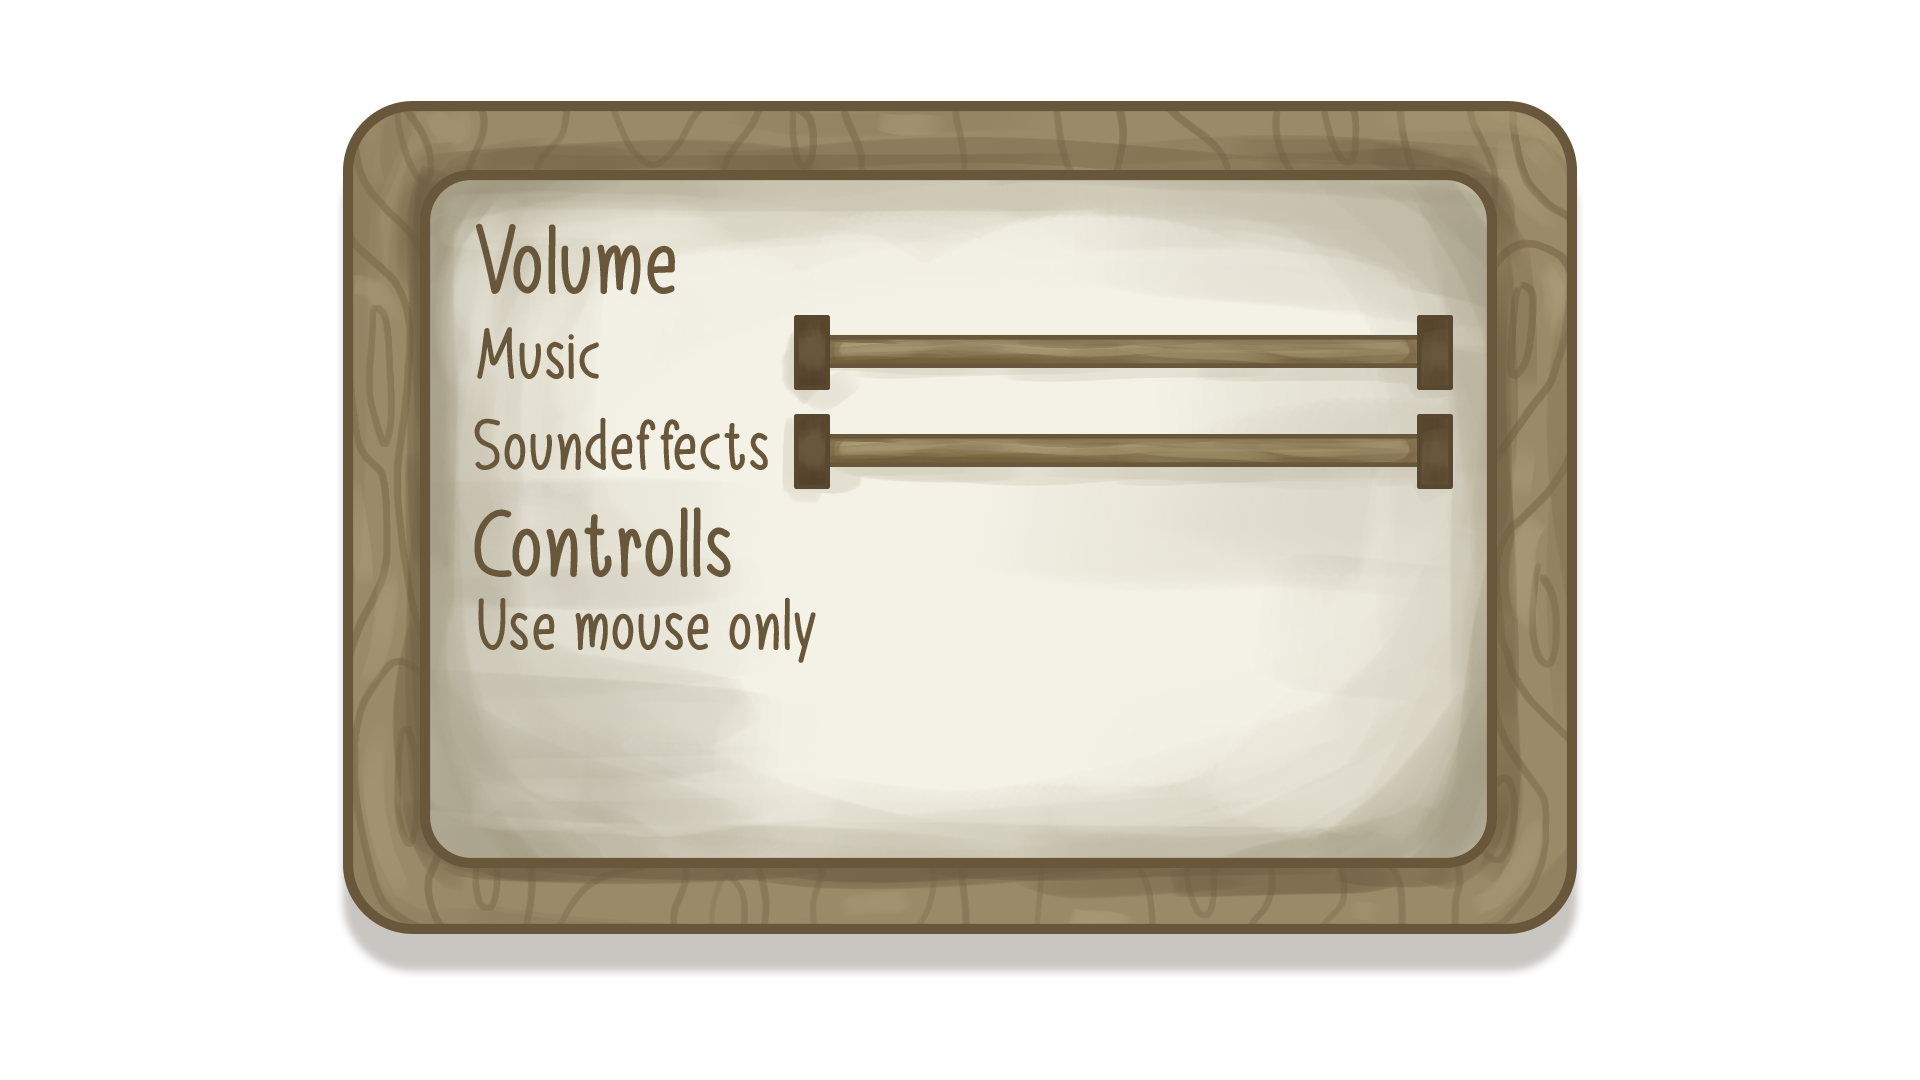 Volume
Music
Soundeffects
Controlls
Use mouse only